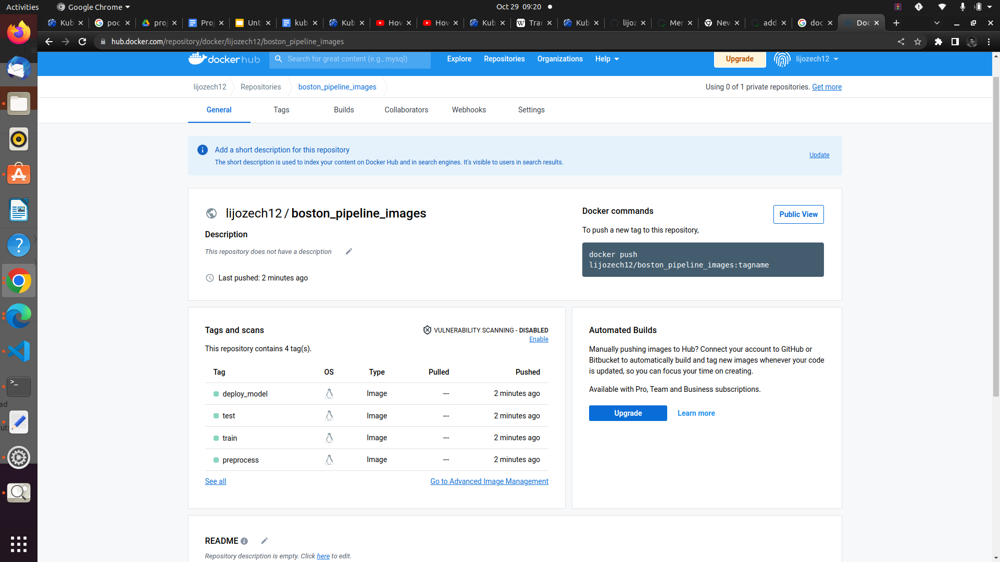 Activities
Google Chrome
Oct 29 09:20
Kub
poc
proj
Proj
Unt
kub
Kub
Hov
Hov
Kub
Trar
Kub
lijoz
Mer
Nev
add
doc
Doc
hub.docker.com/repository/docker/lijozech12/boston_pipeline_images
docker hub
Search for great content (e.g., mysql)
Explore
Repositories
Organizations
Help
Upgrade
lijozech12
lijozech12
Repositories
boston_pipeline_images
Using 0 of 1 private repositories. Get more
General
Tags
Builds
Collaborators
Webhooks
Settings
Add a short description for this repository
The short description is used to index your content on Docker Hub and in search engines. It's visible to users in search results.
Update
lijozech12 / boston_pipeline_images
Description
This repository does not have a description
Last pushed: 2 minutes ago
Docker commands
Public View
To push a new tag to this repository,
docker push
lijozech12/boston_pipeline_images:tagname
Tags and scans
VULNERABILITY SCANNING - DISABLED
Enable
This repository contains 4 tag(s).
Tag OS Type Pulled Pushed
deploy_model Image --- 2 minutes ago
test Image --- 2 minutes ago
train Image --- 2 minutes ago
preprocess Image --- 2 minutes ago
See all
Go to Advanced Image Management
Automated Builds
Manually pushing images to Hub? Connect your account to GitHub or
Bitbucket to automatically build and tag new images whenever your code
is updated, so you can focus your time on creating.
Available with Pro, Team and Business subscriptions.
Upgrade
Learn more
README
Repository description is empty. Click here to edit.
ad